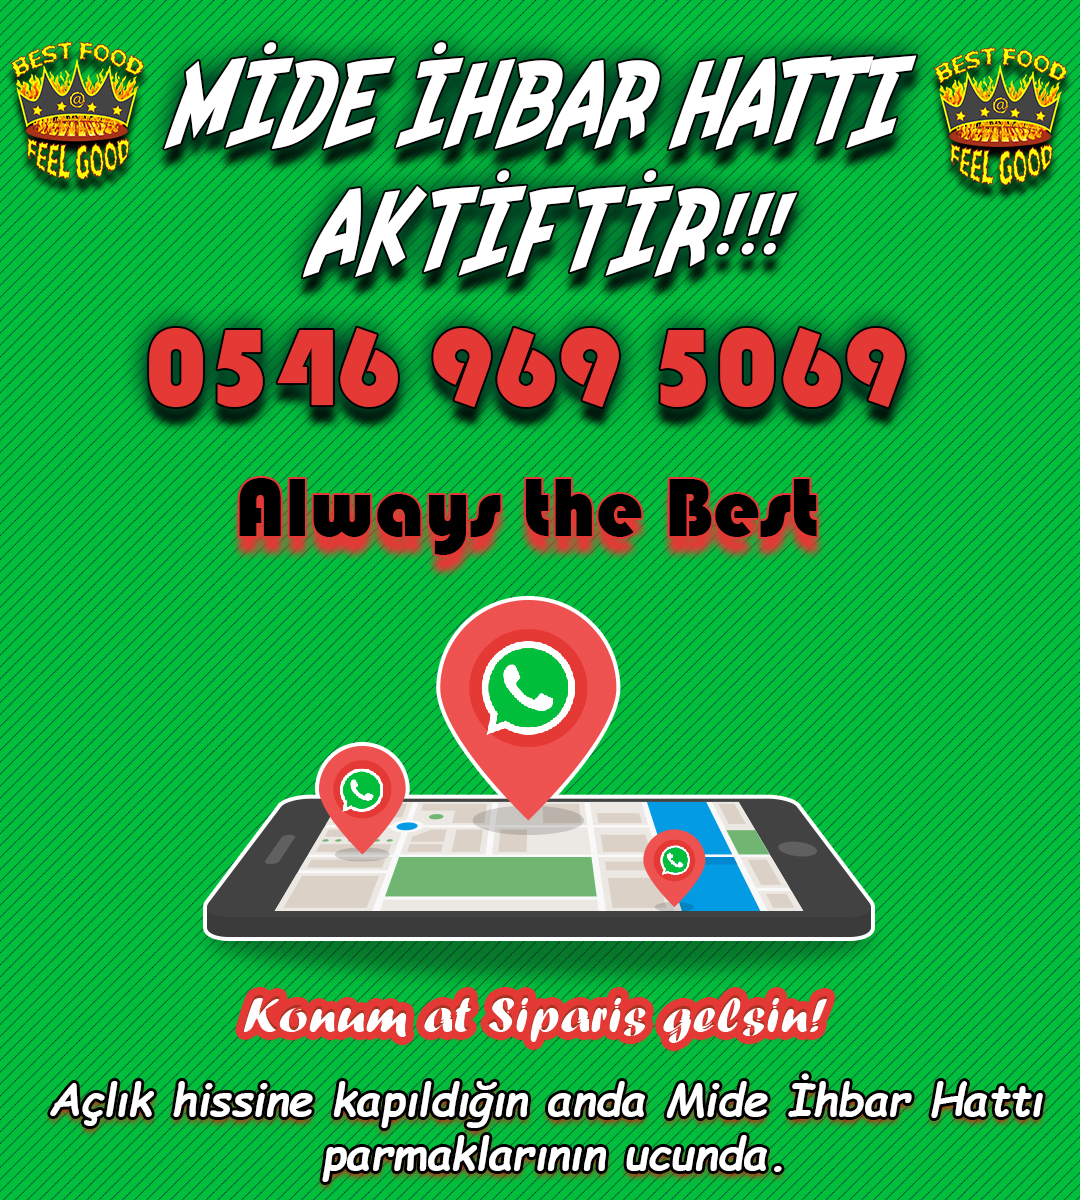 BEST FOOD
@
FEEL GOOD
MİDE İHBAR HATTI
AKTİFTİR!!!
BEST FOOD
@
FEEL GOOD
0546 969 5069
Always the Best
Konum at Sipariş gelsin!
Açlık hissine kapıldığın anda Mide İhbar Hattı
parmaklarının ucunda.